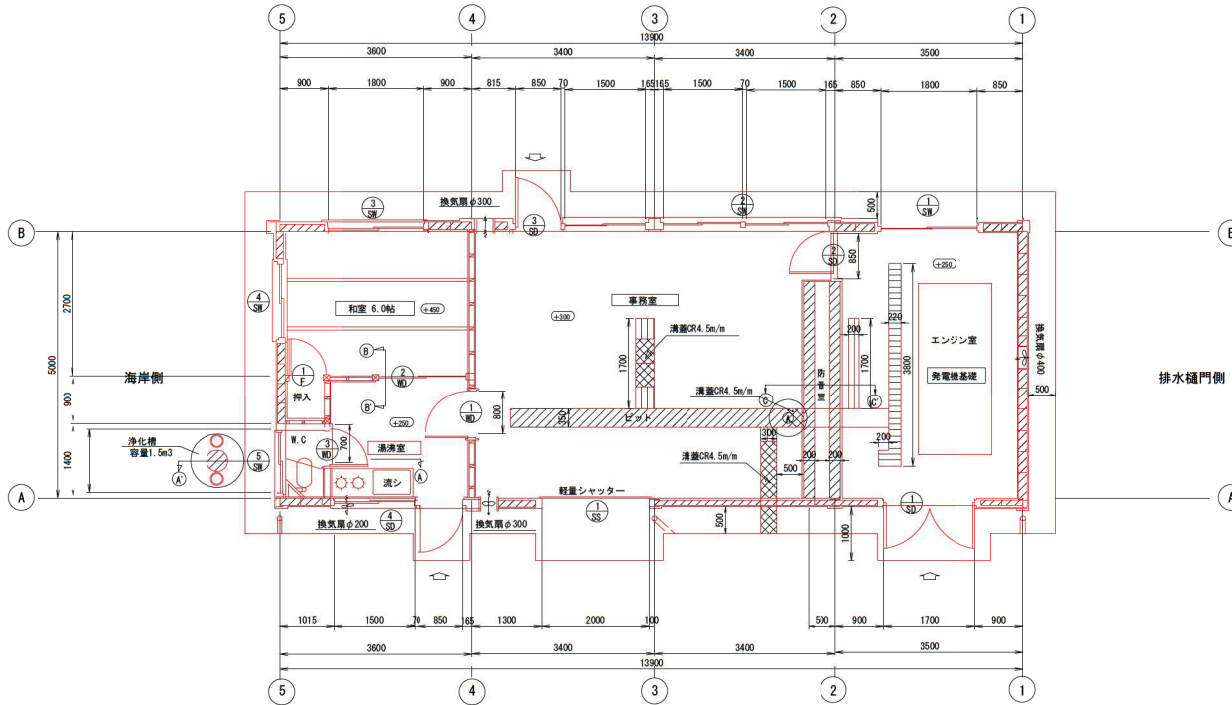 5 4 3 2 1
13900
3600 3400 3400 3500
900 1800 900 815 850 70 1500 165 165 1500 70 1500 165 850 1800 850
換気扇φ300
3 SW
3 SD
2 SW
1 SW
500
B
B
2 SD
850
+250
4 SW
和室 6.0帖
+450
事務室
+300
2700
5000
溝蓋CR4.5m/m
200
220
エンジン室
換気扇φ400
1700
1700
3800
発電機基礎
500
海岸側
排水樋門側
B
2 WD
1 F
押入
防音室
溝蓋CR4.5m/m
C
C'
B'
1 WD
800
900
+250
350
ピット
A
W.C
3 WD
700
湯沸室
300
200
浄化槽
容量1.5m3
A'
5 SW
溝蓋CR4.5m/m
200 200
500
1400
流シ
A
軽量シャッター
A
A
1 SS
1 SD
換気扇φ200
4 SD
換気扇φ300
500
1000
1015 1500 70 850 165 1300 2000 100 500 900 1700 900
3600 3400 3400 3500
13900
5 4 3 2 1